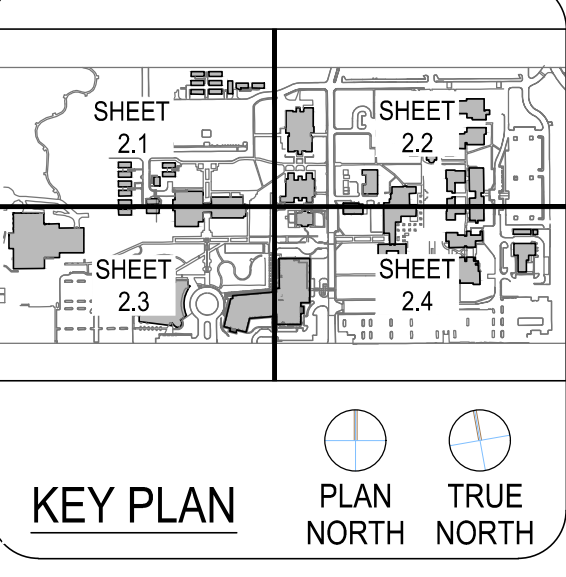 SHEET
2.1
SHEET
2.2
SHEET
2.3
SHEET
2.4
KEY PLAN
PLAN
NORTH
TRUE
NORTH